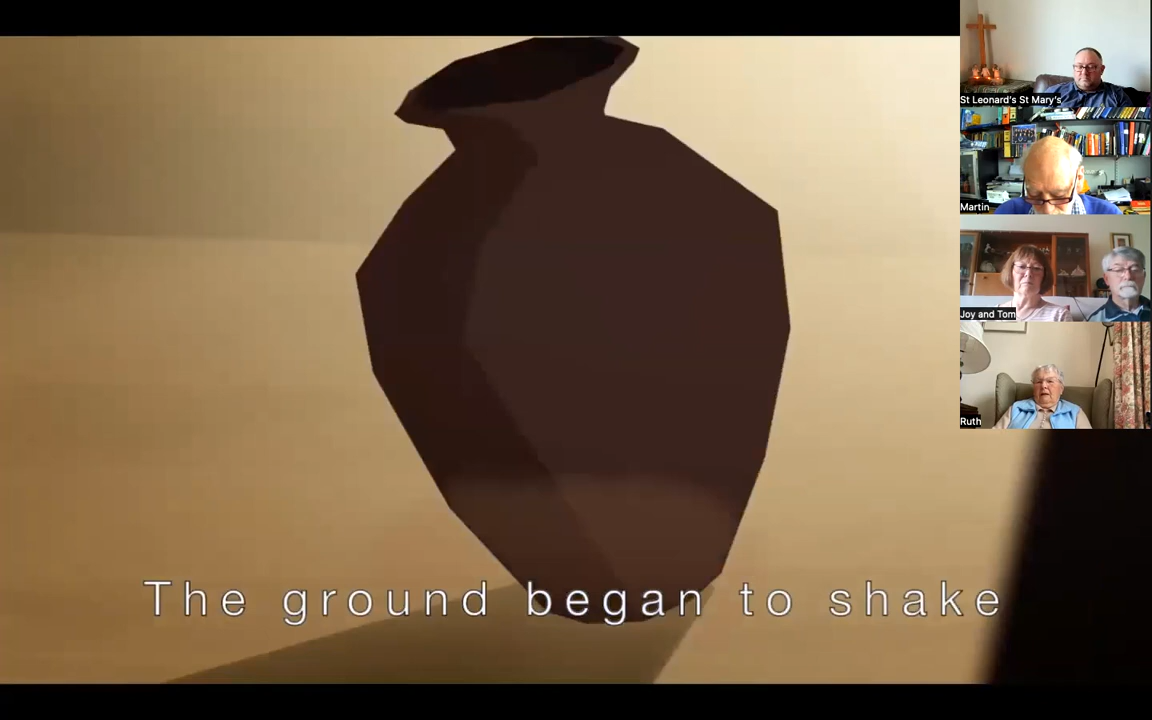 The ground began to shake
St Leonard's St Mary's
Martin
Joy and Tom
Ruth